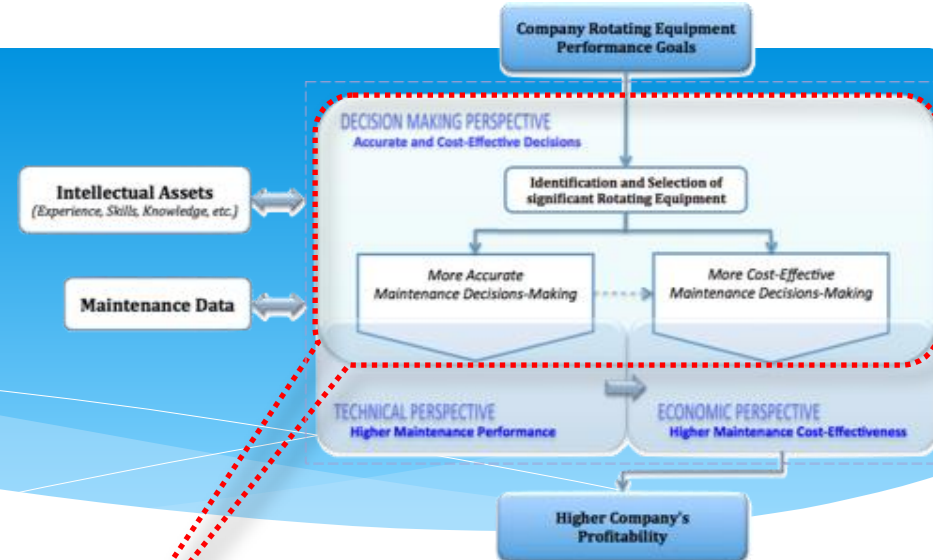 Company Rotating Equipment
Performance Goals
DECISION MAKING PERSPECTIVE
Accurate and Cost-Effective Decisions
Intellectual Assets
(Experience, Skills, Knowledge, etc.)
Identification and Selection of
significant Rotating Equipment
More Accurate
Maintenance Decisions-Making
More Cost-Effective
Maintenance Decisions-Making
Maintenance Data
TECHNICAL PERSPECTIVE
Higher Maintenance Performance
ECONOMIC PERSPECTIVE
Higher Maintenance Cost-Effectiveness
Higher Company's
Profitability